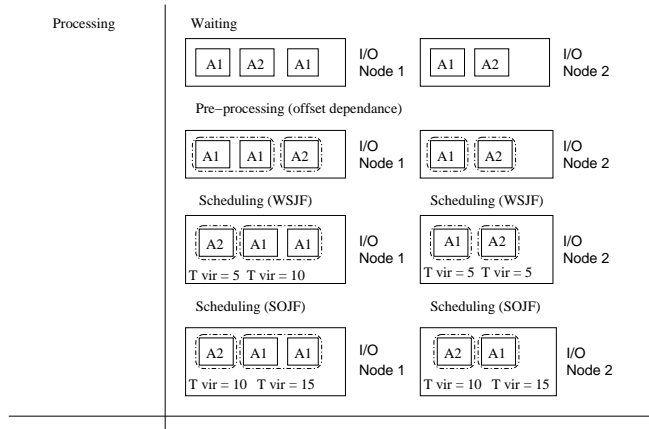 Processing
Waiting
A1 A2 A1
I/O
Node 1
A1 A2
I/O
Node 2
Pre−processing (offset dependance)
A1 A1 A2
I/O
Node 1
A1 A2
I/O
Node 2
Scheduling (WSJF)
Scheduling (WSJF)
A2 A1 A1
T vir = 5 T vir = 10
I/O
Node 1
A1 A2
T vir = 5 T vir = 5
I/O
Node 2
Scheduling (SOJF)
Scheduling (SOJF)
A2 A1 A1
T vir = 10 T vir = 15
I/O
Node 1
A2 A1
T vir = 10 T vir = 15
I/O
Node 2